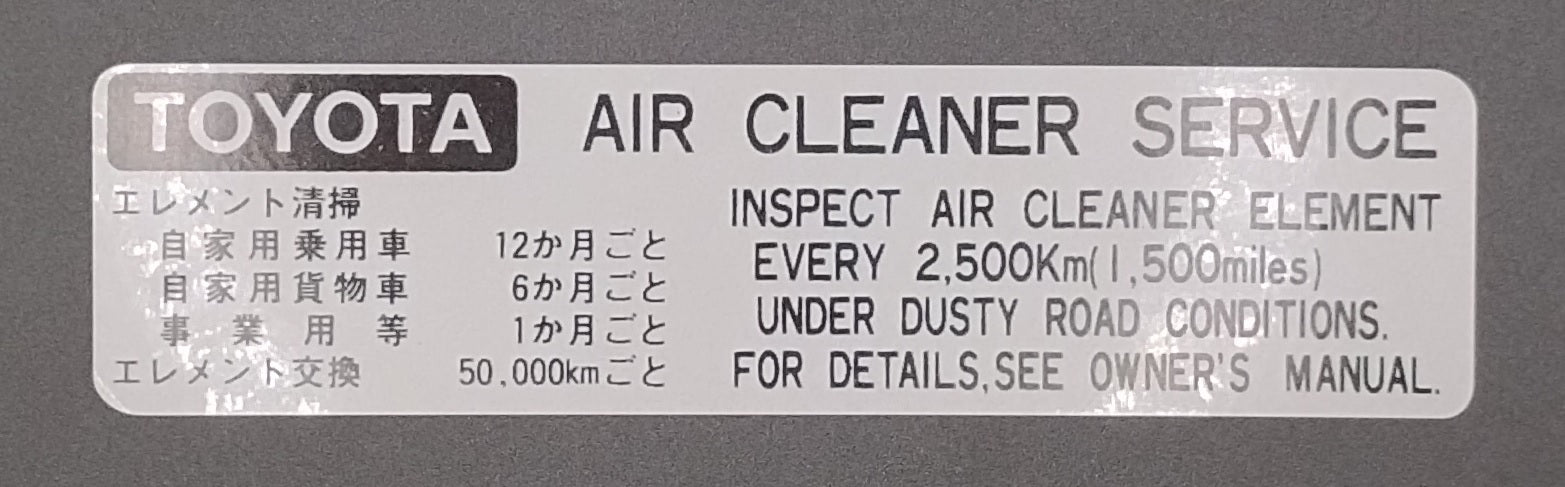 TOYOTA AIR CLEANER SERVICE
エレメント清掃
自家用乗用車 12か月ごと
自家用貨物車 6か月ごと
事業用等 1か月ごと
エレメント交換 50,000kmごと
INSPECT AIR CLEANER ELEMENT
EVERY 2,500Km(1,500miles)
UNDER DUSTY ROAD CONDITIONS.
FOR DETAILS,SEE OWNER'S MANUAL.